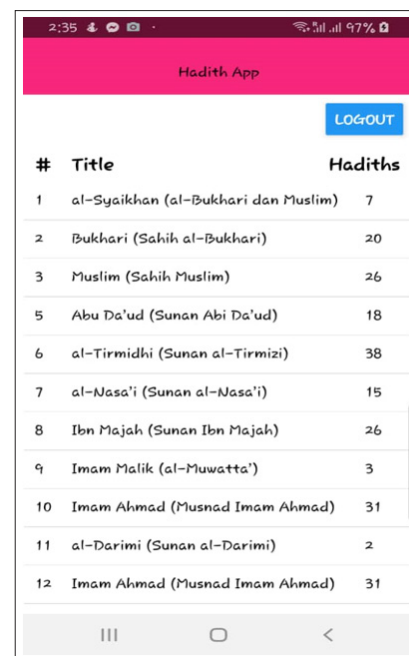 2:35 97%
Hadith App
LOGOUT
# Title Hadiths
1 al-Syaikhan (al-Bukhari dan Muslim) 7
2 Bukhari (Sahih al-Bukhari) 20
3 Muslim (Sahih Muslim) 26
5 Abu Da'ud (Sunan Abi Da'ud) 18
6 al-Tirmidhi (Sunan al-Tirmizi) 38
7 al-Nasa'i (Sunan al-Nasa'i) 15
8 Ibn Majah (Sunan Ibn Majah) 26
9 Imam Malik (al-Muwatta') 3
10 Imam Ahmad (Musnad Imam Ahmad) 31
11 al-Darimi (Sunan al-Darimi) 2
12 Imam Ahmad (Musnad Imam Ahmad) 31